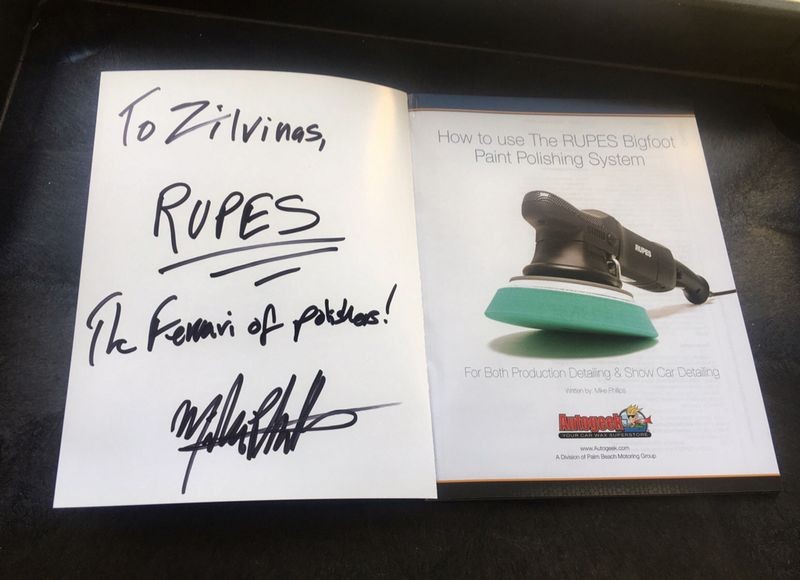 To Zilvinas,
RUPES
The Ferrari of polishers!
How to use The RUPES Bigfoot
Paint Polishing System
RUPES
For Both Production Detailing & Show Car Detailing
Written by: Mike Phillips
Autogeek
YOUR CAR WAX SUPERSTORE
www.Autogeek.com
A Division of Palm Beach Motoring Group